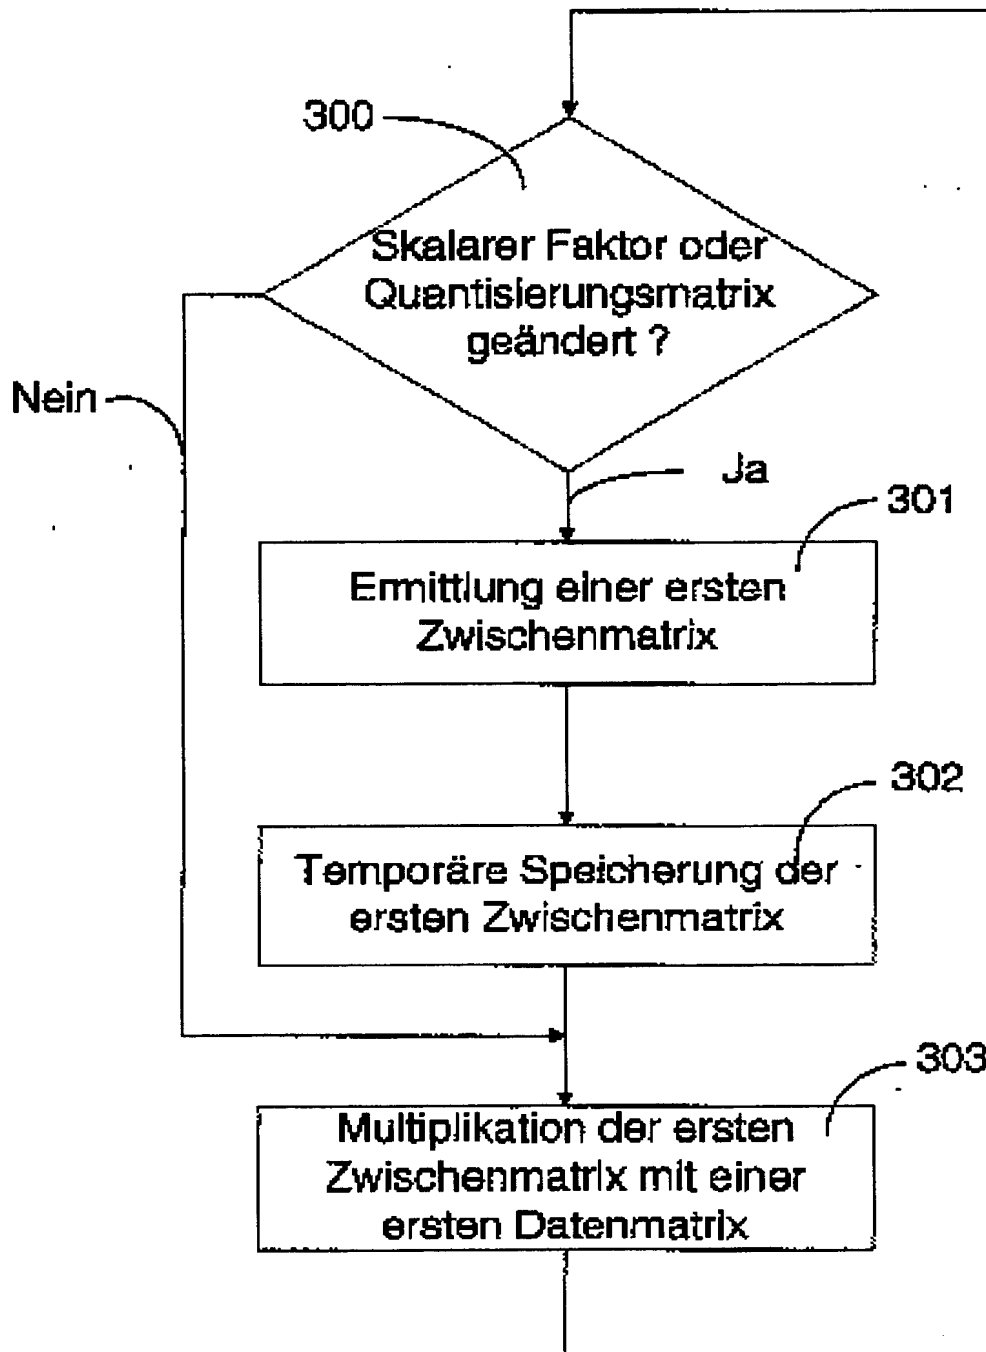 300
Skalarer Faktor oder
Quantisierungsmatrix
geändert ?
Nein
Ja
301
Ermittlung einer ersten
Zwischenmatrix
302
Temporäre Speicherung der
ersten Zwischenmatrix
303
Multiplikation der ersten
Zwischenmatrix mit einer
ersten Datenmatrix